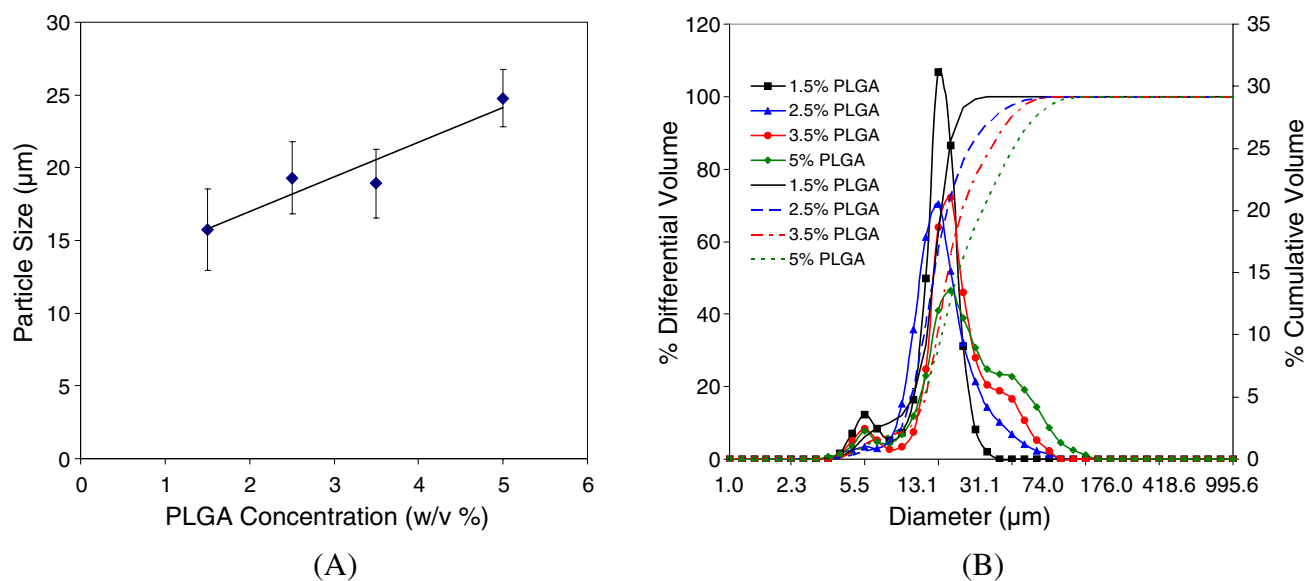 30
25
20
15
10
5
0
Particle Size (µm)
0 1 2 3 4 5 6
PLGA Concentration (w/v %)
(A)
120
100
80
60
40
20
0
% Differential Volume
1.5% PLGA
2.5% PLGA
3.5% PLGA
5% PLGA
1.5% PLGA
2.5% PLGA
3.5% PLGA
5% PLGA
35
30
25
20
15
10
5
0
% Cumulative Volume
1.0 2.3 5.5 13.1 31.1 74.0 176.0 418.6 995.6
Diameter (µm)
(B)